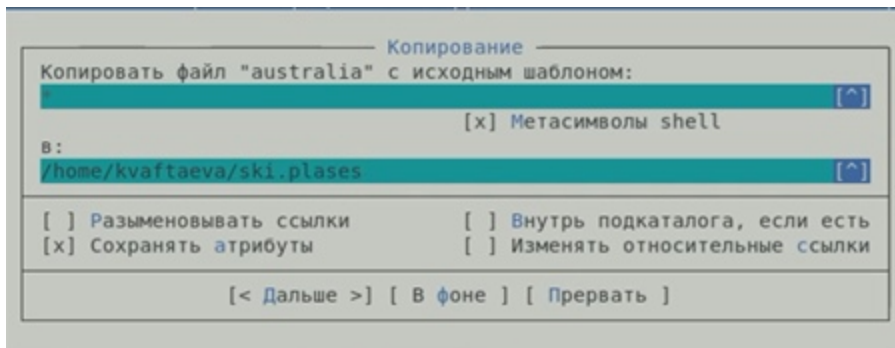 Копирование
Копировать файл "australia" с исходным шаблоном:
* [^]
[x] Метасимволы shell
в:
/home/kvaftaeva/ski.plases [^]
[ ] Разыменовывать ссылки [ ] Внутрь подкаталога, если есть
[x] Сохранять атрибуты [ ] Изменять относительные ссылки
[< Дальше >] [ В фоне ] [ Прервать ]